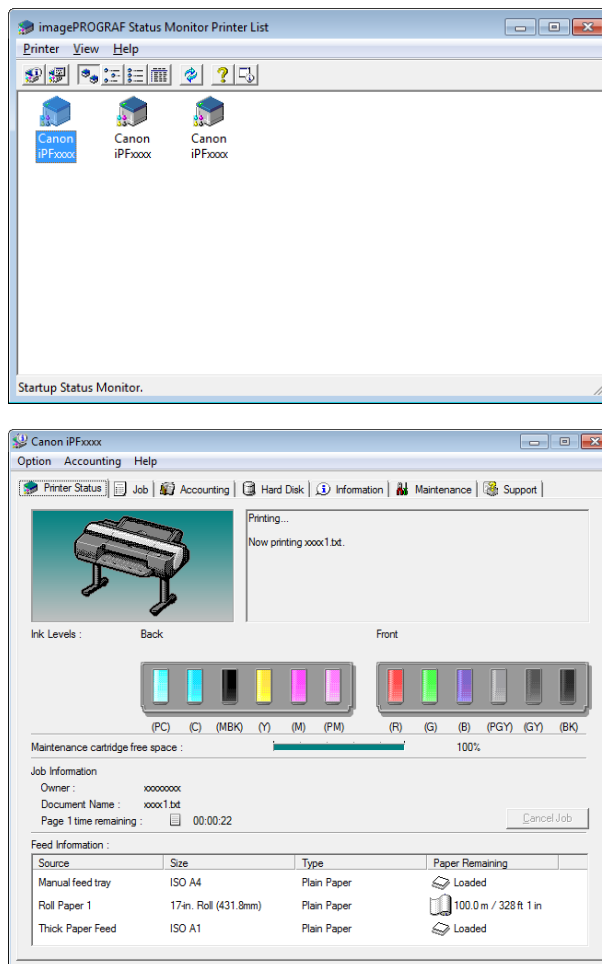 imagePROGRAF Status Monitor Printer List
Printer View Help
Canon Canon Canon
iPFxxxx iPFxxxx iPFxxxx
Startup Status Monitor.
Canon iPFxxxx
Option Accounting Help
Printer Status Job Accounting Hard Disk Information Maintenance Support
Printing...
Now printing xxxx1.txt.
Ink Levels : Back Front
(PC) (C) (MBK) (Y) (M) (PM) (R) (G) (B) (PGY) (GY) (BK)
Maintenance cartridge free space : 100%
Job Information
Owner : xxxxxxxx
Document Name : xxxx1.txt
Page 1 time remaining : 00:00:22 Cancel Job
Feed Information :
Source Size Type Paper Remaining
Manual feed tray ISO A4 Plain Paper Loaded
Roll Paper 1 17-in. Roll (431.8mm) Plain Paper 100.0 m / 328 ft 1 in
Thick Paper Feed ISO A1 Plain Paper Loaded